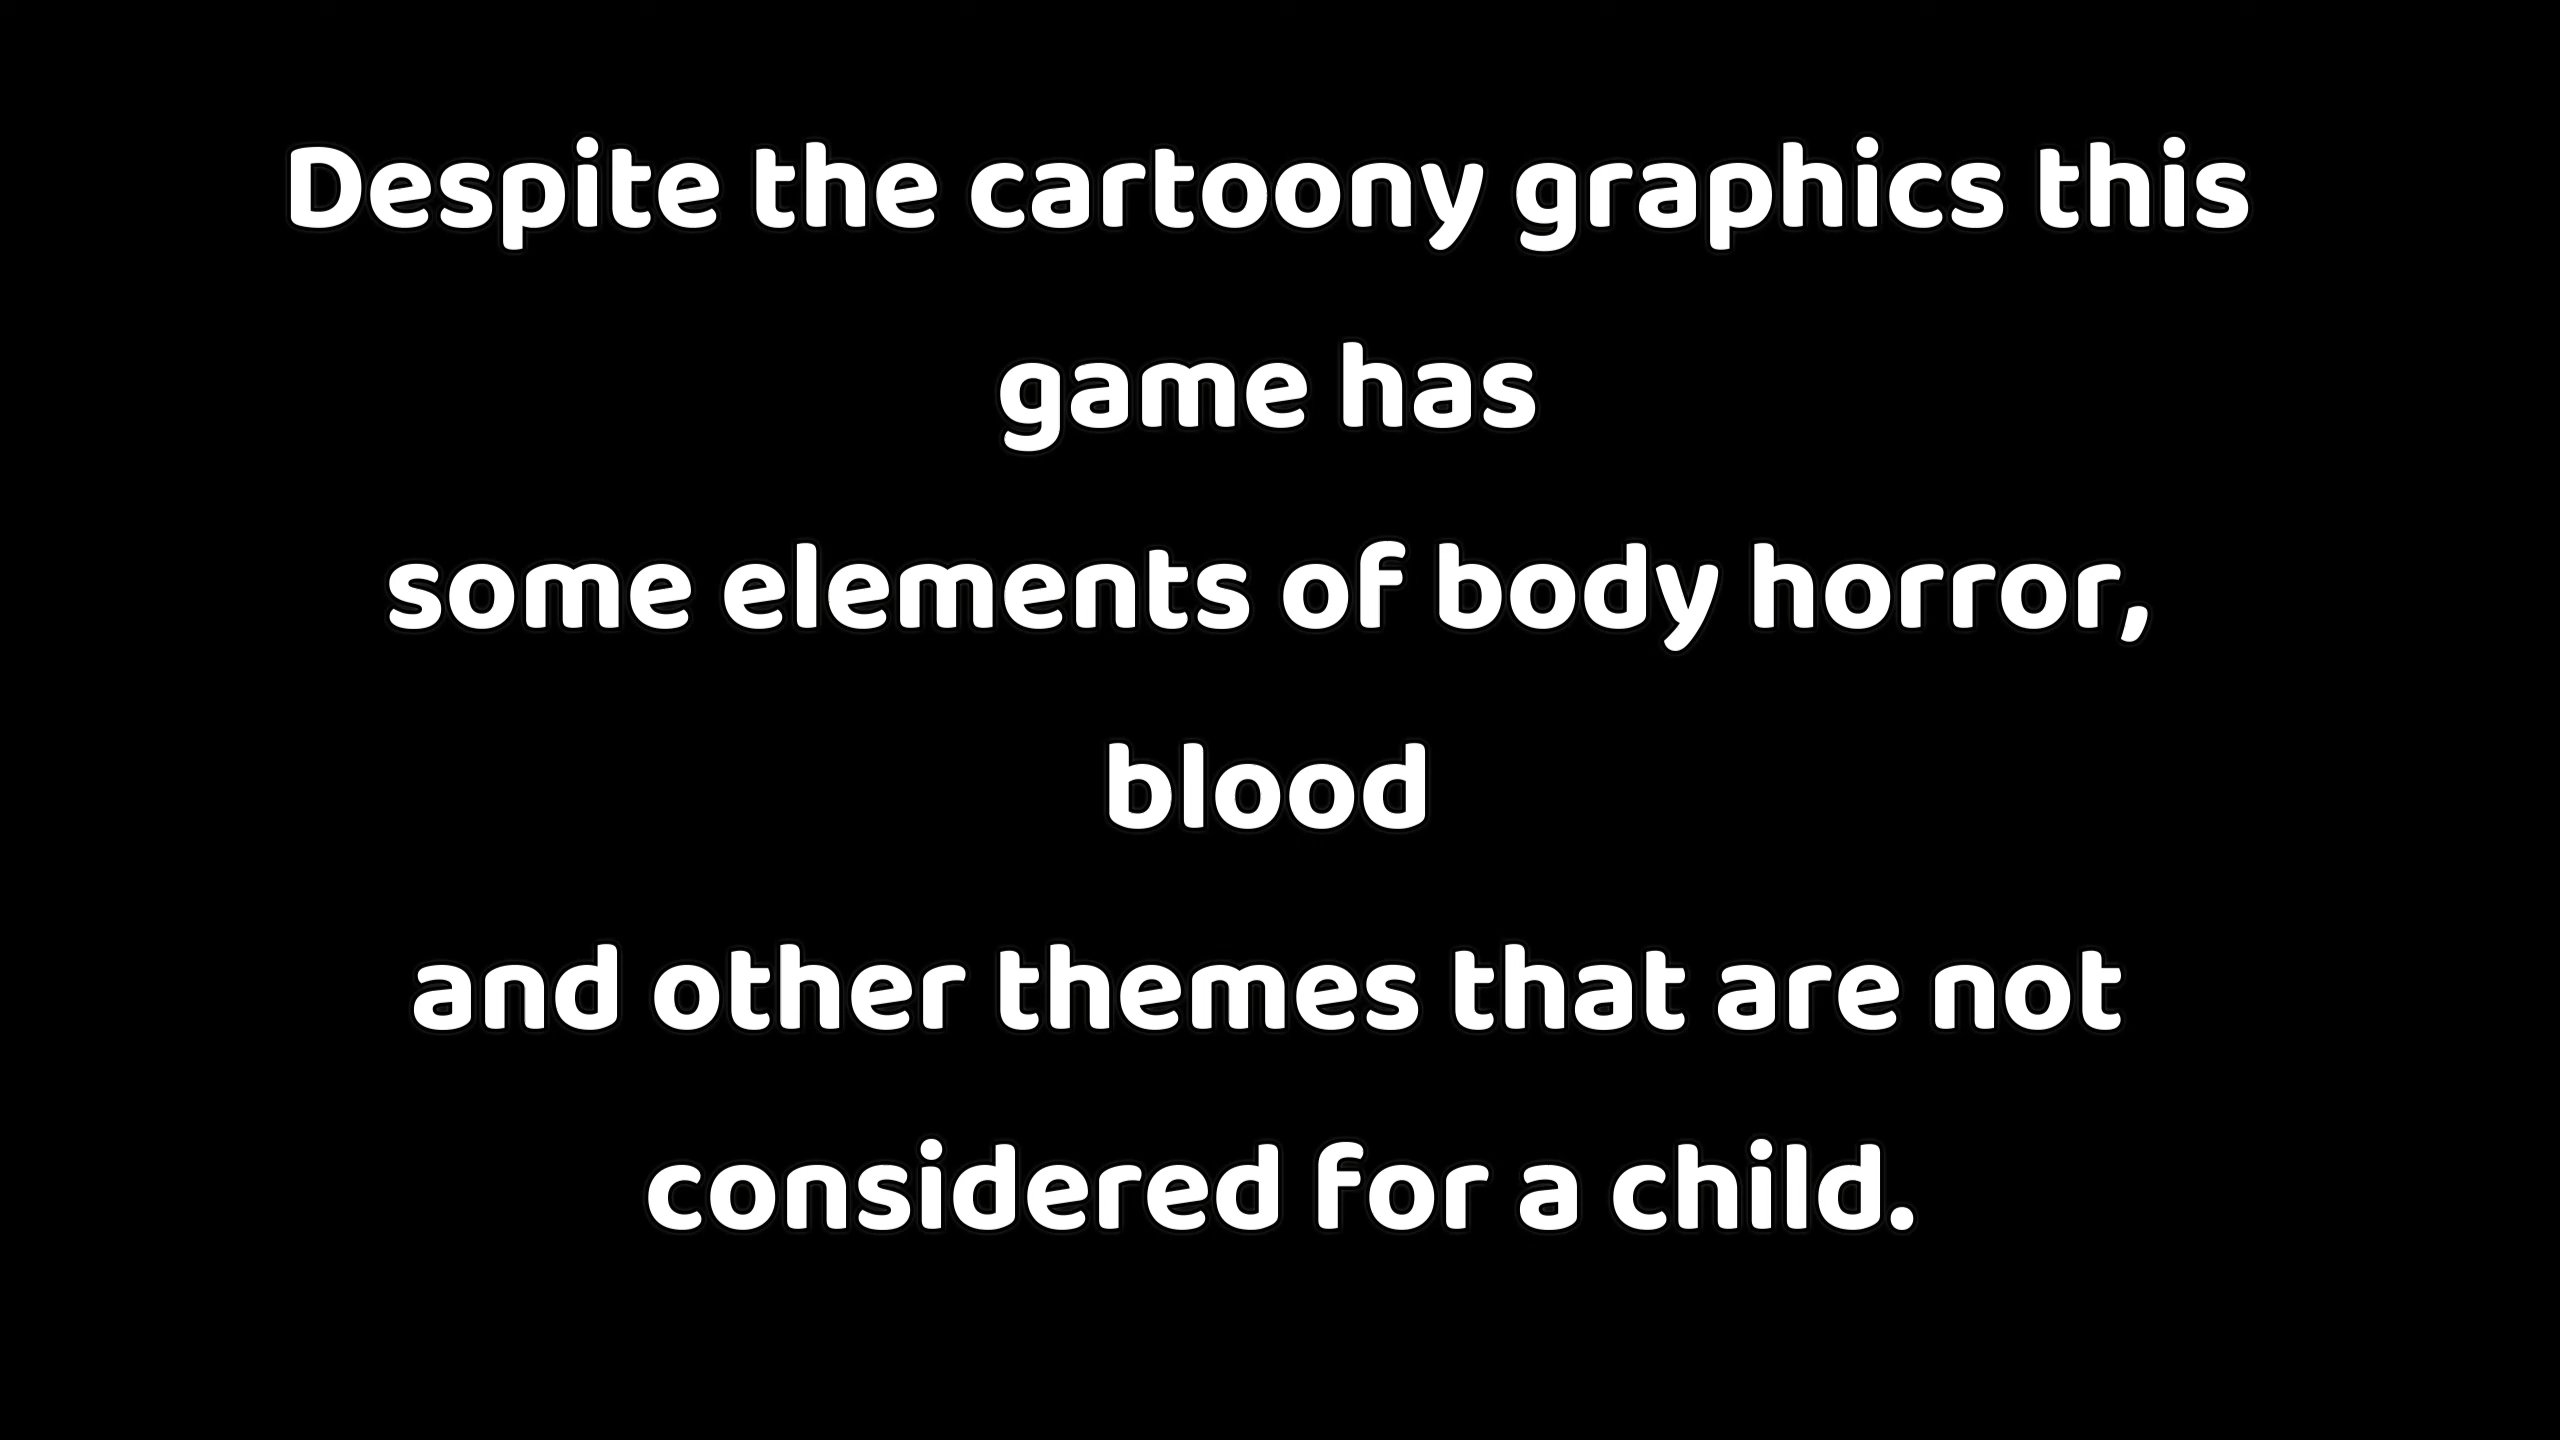 Despite the cartoony graphics this
game has
some elements of body horror,
blood
and other themes that are not
considered for a child.